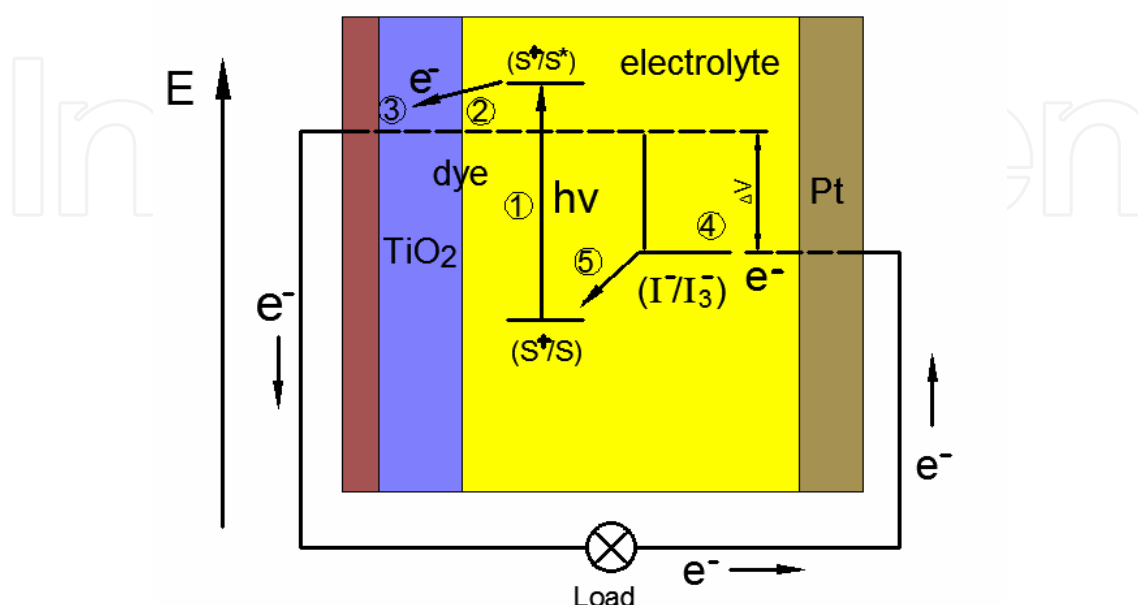 (S⁺/S*)
electrolyte
E
e⁻
③
②
dye
①
hν
ΔV
Pt
④
TiO₂
⑤
(I⁻/I₃⁻)
e⁻
e⁻
(S⁺/S)
e⁻
e⁻
Load